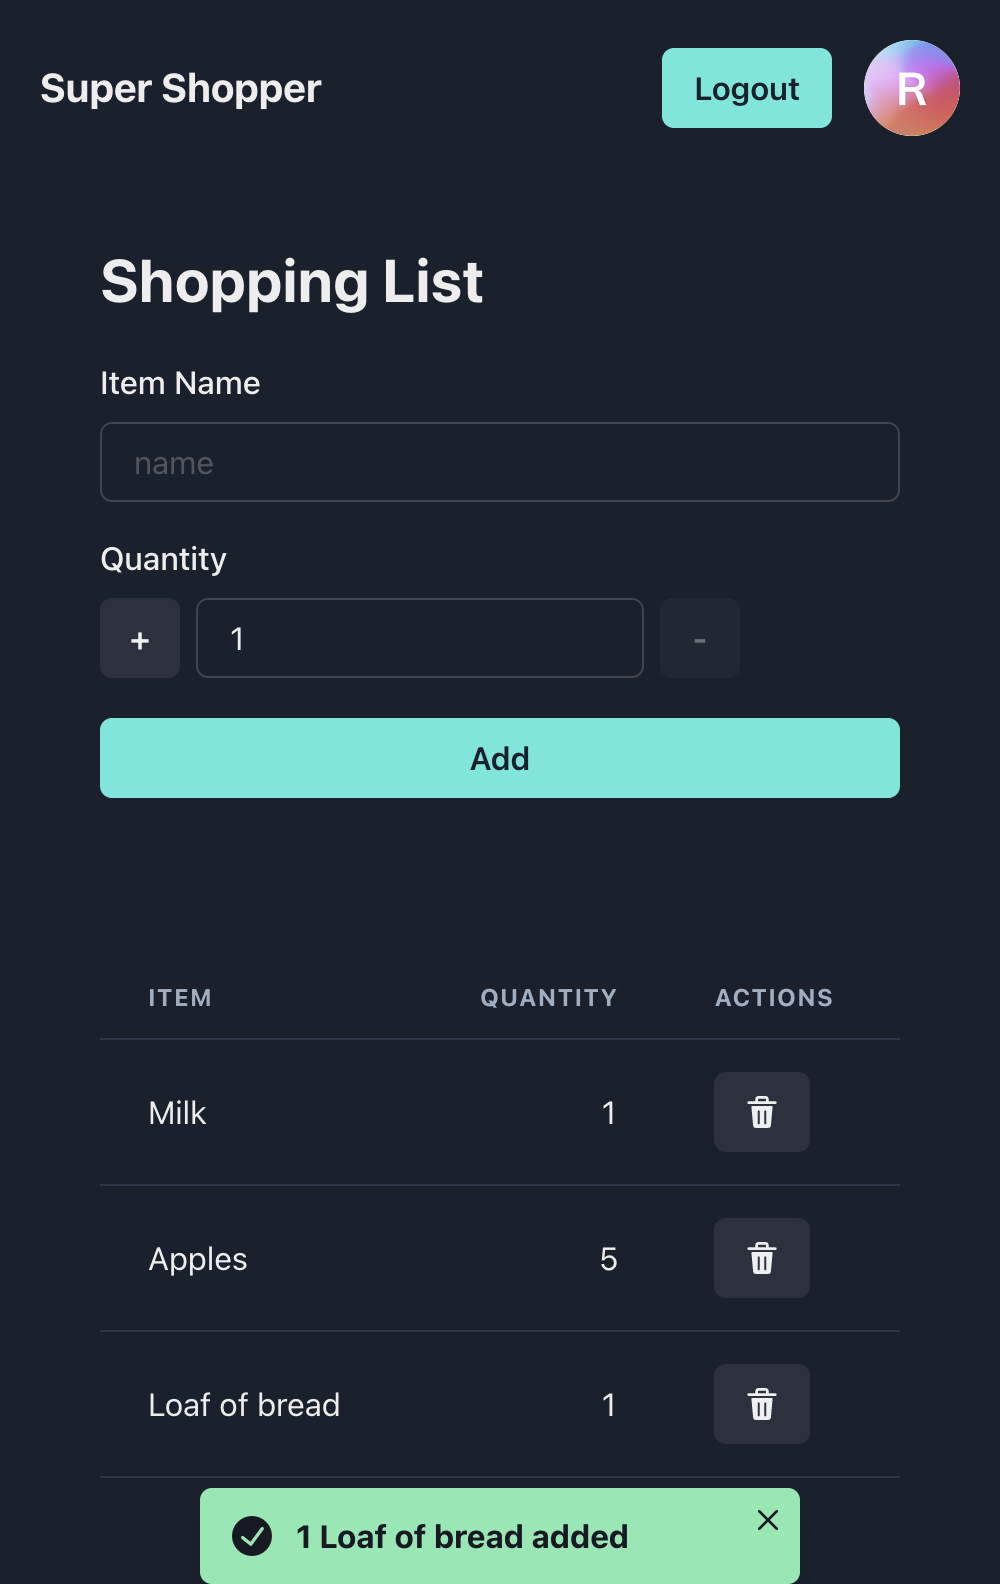 Super Shopper
Logout
R
Shopping List
Item Name
name
Quantity
+ 1 -
Add
ITEM QUANTITY ACTIONS
Milk 1
Apples 5
Loaf of bread 1
1 Loaf of bread added